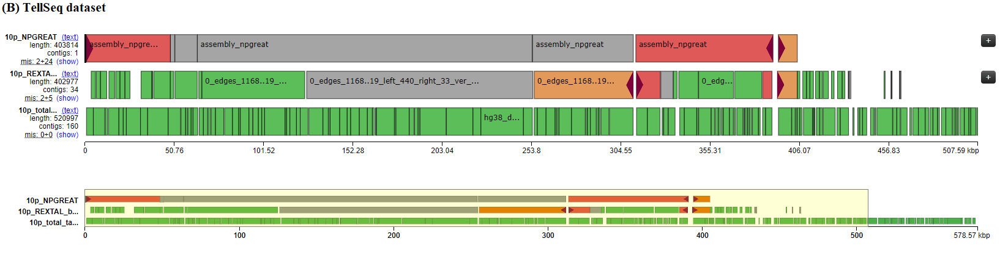 (B) TellSeq dataset
10p_NPGREAT (text)
length: 403814
contigs: 1
mis: 2+24 (show)
assembly_npgre...
assembly_npgreat
assembly_npgreat
assembly_npgreat
+
10p_REXTA... (text)
length: 402977
contigs: 34
mis: 2+5 (show)
0_edges_1168..19_...
0_edges_1168..19_left_440_right_33_ver_...
0_edges_1168..19...
0_edg...
+
10p_total... (text)
length: 520997
contigs: 160
mis: 0+0 (show)
hg38_d...
0 50.76 101.52 152.28 203.04 253.8 304.55 355.31 406.07 456.83 507.59 kbp
10p_NPGREAT
10p_REXTAL_b...
10p_total_ta...
0 100 200 300 400 500 578.57 kbp